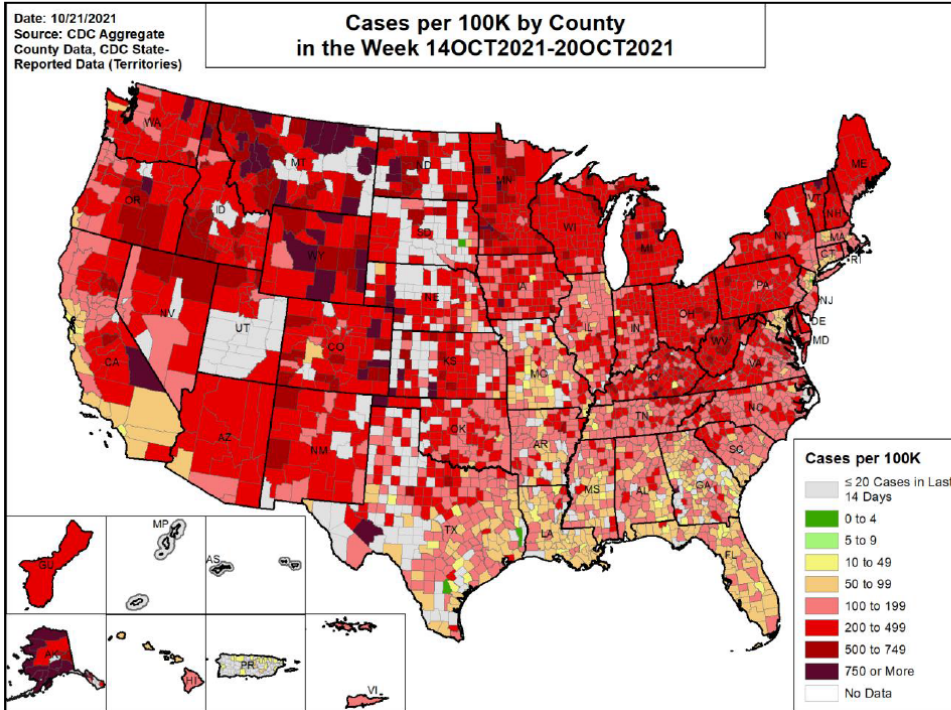 Date: 10/21/2021
Source: CDC Aggregate
County Data, CDC State-
Reported Data (Territories)
Cases per 100K by County
in the Week 14OCT2021-20OCT2021
WA
MT
ND
MN
ME
OR
ID
SD
WI
MI
VT
NH
NY
MA
CT
RI
WY
IA
NE
PA
NJ
NV
UT
CO
IL
IN
OH
DE
MD
WV
VA
CA
KS
MO
KY
AZ
NM
OK
AR
TN
NC
SC
MS
AL
GA
TX
LA
FL
GU
MP
AS
AK
HI
PR
VI
Cases per 100K
≤ 20 Cases in Last
14 Days
0 to 4
5 to 9
10 to 49
50 to 99
100 to 199
200 to 499
500 to 749
750 or More
No Data